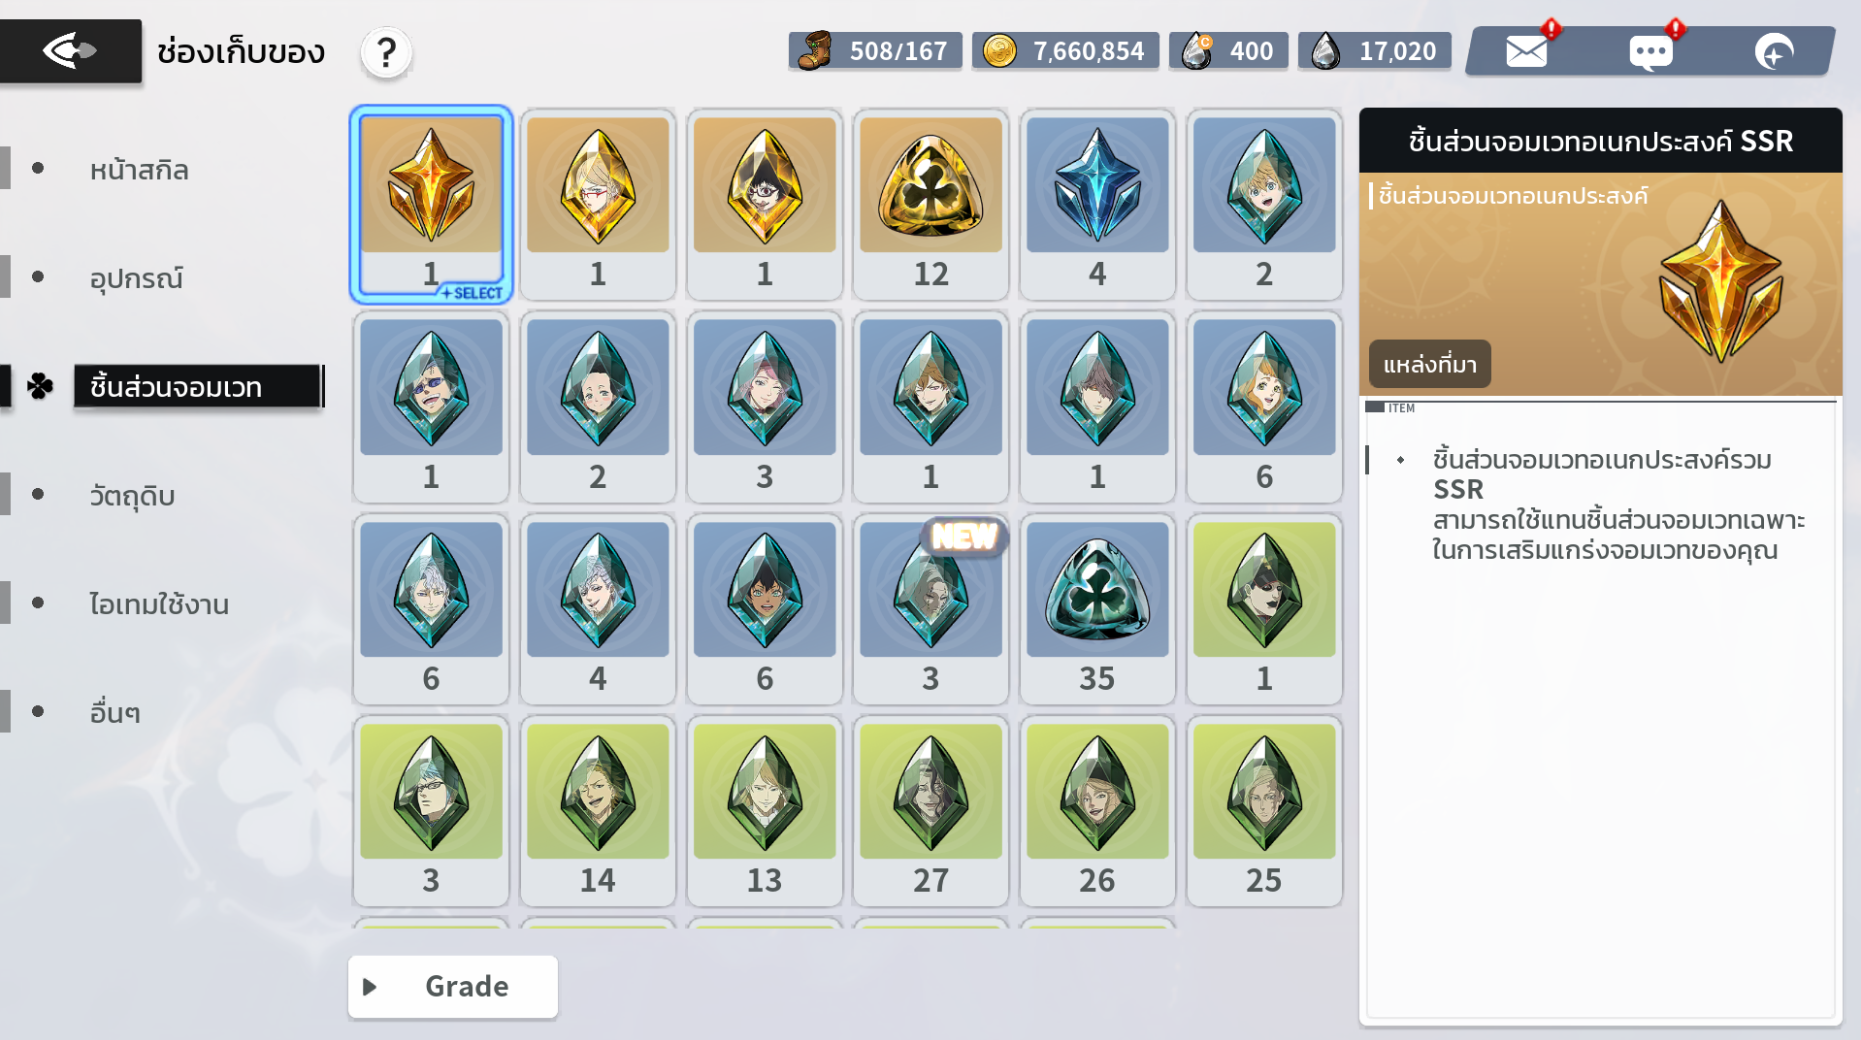 ช่องเก็บของ
?
508/167
7,660,854
400
17,020
หน้าสกิล
อุปกรณ์
ชิ้นส่วนจอมเวท
วัตถุดิบ
ไอเทมใช้งาน
อื่นๆ
1
SELECT
1
1
12
4
2
1
2
3
1
1
6
6
4
6
NEW
3
35
1
3
14
13
27
26
25
Grade
ชิ้นส่วนจอมเวทอเนกประสงค์ SSR
ชิ้นส่วนจอมเวทอเนกประสงค์
แหล่งที่มา
ITEM
ชิ้นส่วนจอมเวทอเนกประสงค์รวม
SSR
สามารถใช้แทนชิ้นส่วนจอมเวทเฉพาะ
ในการเสริมแกร่งจอมเวทของคุณ